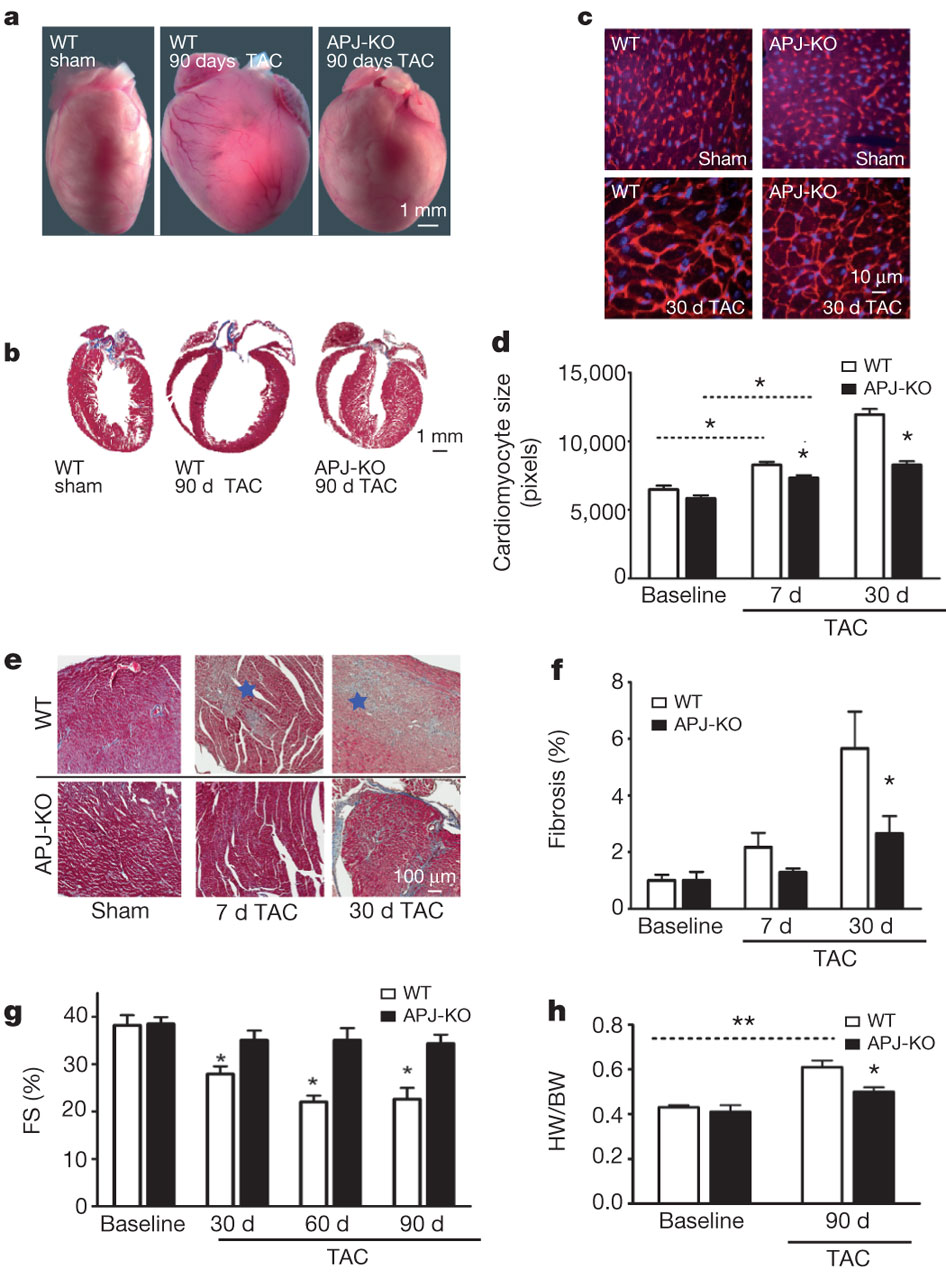 a
WT
sham
WT
90 days TAC
APJ-KO
90 days TAC
1 mm
b
WT
sham
WT
90 d TAC
APJ-KO
90 d TAC
1 mm
c
WT
Sham
APJ-KO
Sham
WT
30 d TAC
APJ-KO
10 μm
30 d TAC
d
Cardiomyocyte size
(pixels)
15,000
10,000
5,000
0
WT
APJ-KO
*
*
*
*
Baseline 7 d 30 d
TAC
e
WT
APJ-KO
100 μm
Sham 7 d TAC 30 d TAC
f
Fibrosis (%)
8
6
4
2
0
WT
APJ-KO
*
Baseline 7 d 30 d
TAC
g
FS (%)
40
30
20
10
0
WT
APJ-KO
*
*
*
Baseline 30 d 60 d 90 d
TAC
h
HW/BW
0.8
0.6
0.4
0.2
0.0
WT
APJ-KO
**
*
Baseline 90 d
TAC